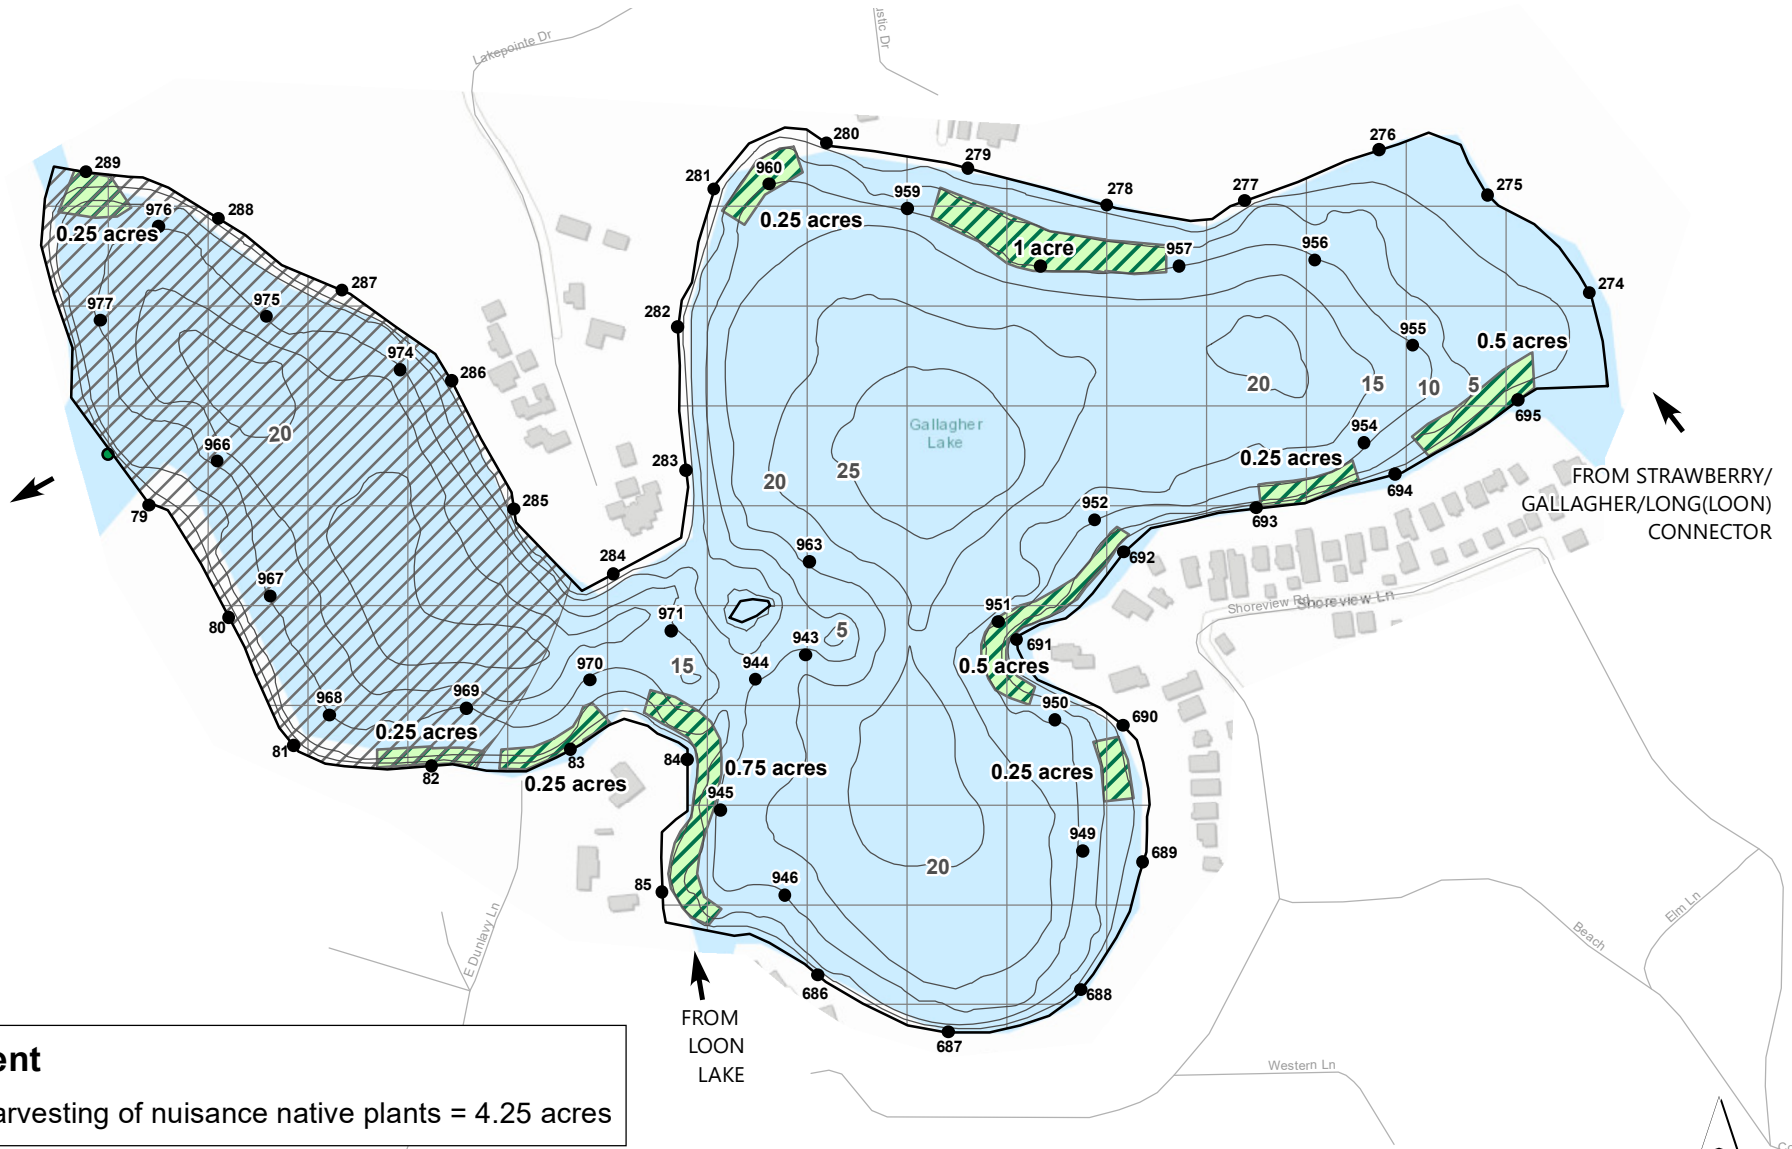 Lakepointe Dr
ustic Dr
280
279
276
289
281
960
278
277
275
976
288
959
0.25 acres
0.25 acres
1 acre
957
956
287
274
977
975
282
955
0.5 acres
974
286
20
15
10
5
695
Gallagher
Lake
20
966
954
283
0.25 acres
20
25
694
FROM STRAWBERRY/
GALLAGHER/LONG(LOON)
CONNECTOR
285
952
693
79
963
692
284
967
Shoreview Rd
Shoreview Ln
951
971
80
943
5
691
0.5 acres
15
944
970
968
969
950
690
0.25 acres
81
82
83
84
0.75 acres
0.25 acres
0.25 acres
945
949
689
20
85
946
Elm Ln
E Dunlavy Ln
Beach
686
688
FROM
LOON
LAKE
687
ent
arvesting of nuisance native plants = 4.25 acres
Western Ln